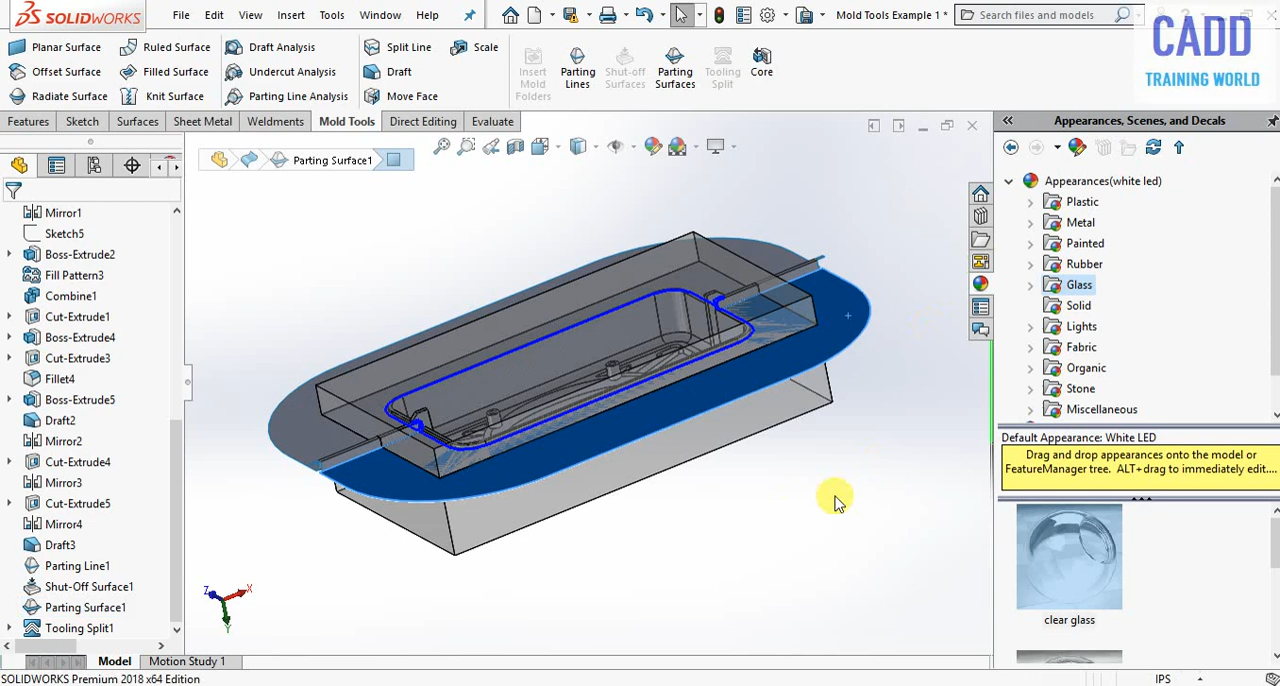 SOLIDWORKS
File Edit View Insert Tools Window Help
Mold Tools Example 1 *
Search files and models
CADD
TRAINING WORLD
Planar Surface
Ruled Surface
Draft Analysis
Split Line
Scale
Offset Surface
Filled Surface
Undercut Analysis
Draft
Radiate Surface
Knit Surface
Parting Line Analysis
Move Face
Insert
Mold
Folders
Parting
Lines
Shut-off
Surfaces
Parting
Surfaces
Tooling
Split
Core
Features Sketch Surfaces Sheet Metal Weldments Mold Tools Direct Editing Evaluate
Parting Surface1
Mirror1
Sketch5
Boss-Extrude2
Fill Pattern3
Combine1
Cut-Extrude1
Boss-Extrude4
Cut-Extrude3
Fillet4
Boss-Extrude5
Draft2
Mirror2
Cut-Extrude4
Mirror3
Cut-Extrude5
Mirror4
Draft3
Parting Line1
Shut-Off Surface1
Parting Surface1
Tooling Split1
Z X
Y
Appearances, Scenes, and Decals
Appearances(white led)
Plastic
Metal
Painted
Rubber
Glass
Solid
Lights
Fabric
Organic
Stone
Miscellaneous
Default Appearance: White LED
Drag and drop appearances onto the model or
FeatureManager tree. ALT+drag to immediately edit....
clear glass
Model Motion Study 1
SOLIDWORKS Premium 2018 x64 Edition
IPS